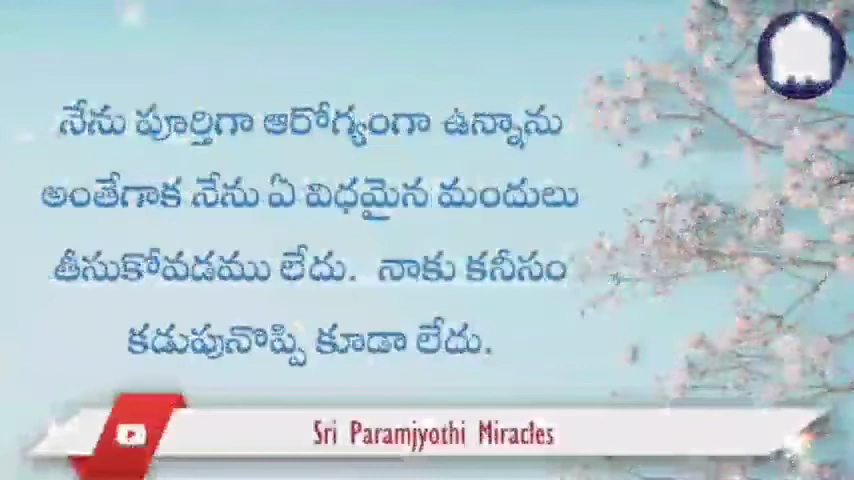 నేను పూర్తిగా ఆరోగ్యంగా ఉన్నాను
అంతేగాక నేను ఏ విధమైన మందులు
తీసుకోవడము లేదు. నాకు కనీసం
కడుపునొప్పి కూడా లేదు.
Sri Paramjyothi Miracles